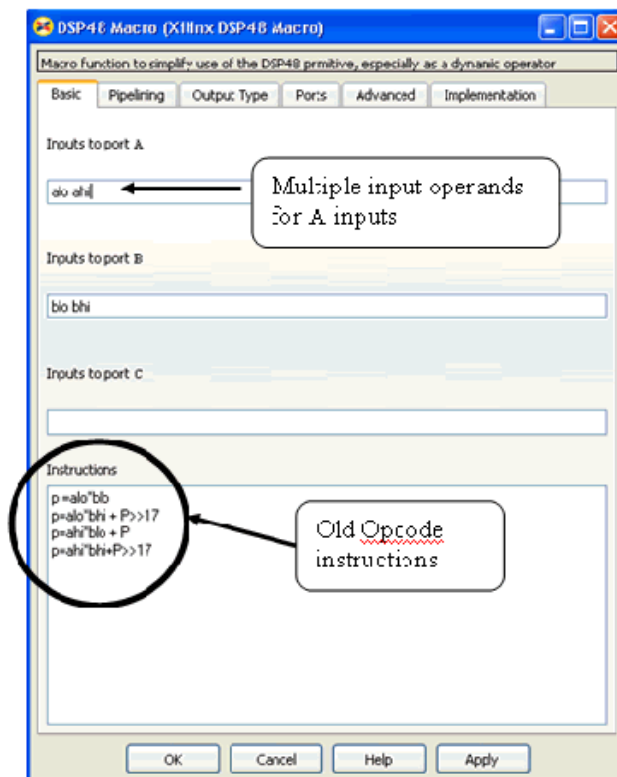 DSP48 Macro (Xilinx DSP48 Macro)
Macro function to simplify use of the DSP48 prmitive, especially as a dynamic operator
Basic Pipelining Output Type Ports Advanced Implementation
Inputs to port A
alo ahi
Multiple input operands
for A inputs
Inputs to port B
blo bhi
Inputs to port C
Instructions
p=alo*blo
p=alo*bhi + P>>17
p=ahi*blo + P
p=ahi*bhi+P>>17
Old Opcode
instructions
OK Cancel Help Apply